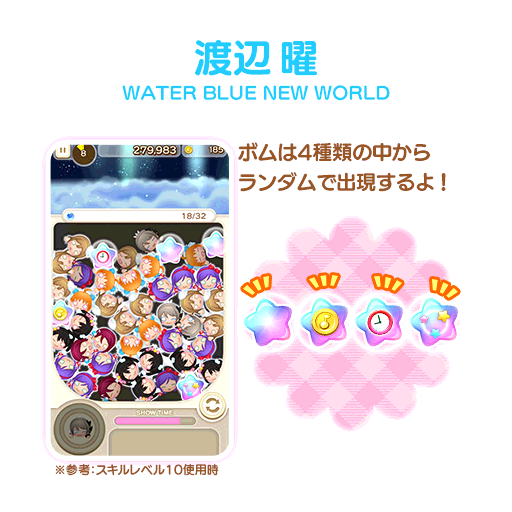 渡辺 曜
WATER BLUE NEW WORLD
8
279,983
185
18/32
ボムは4種類の中から
ランダムで出現するよ！
SHOW TIME
※参考：スキルレベル10使用時